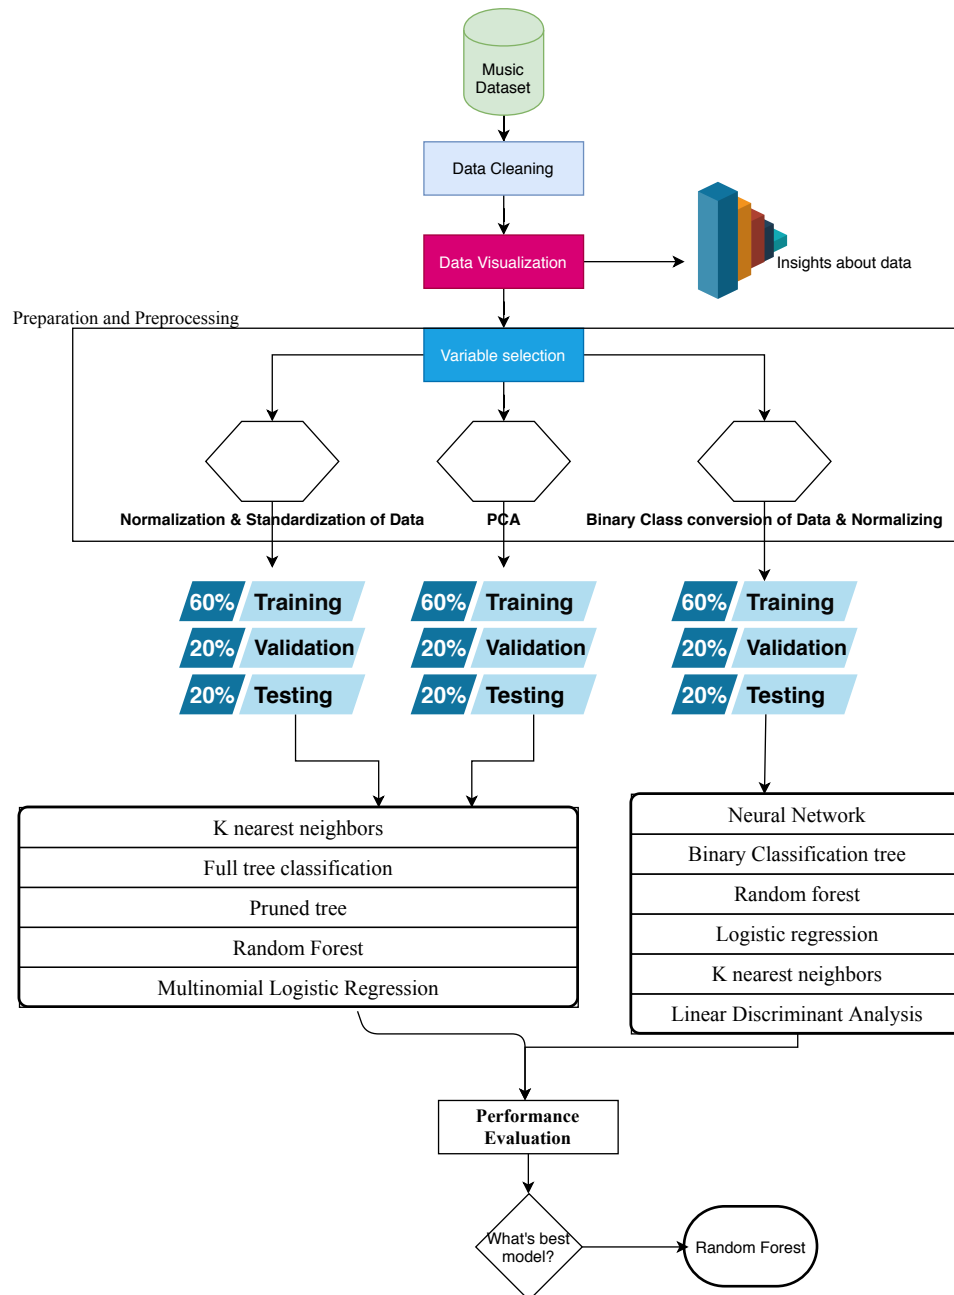 Music
Dataset
Data Cleaning
Data Visualization
Insights about data
Preparation and Preprocessing
Variable selection
Normalization & Standardization of Data
PCA
Binary Class conversion of Data & Normalizing
60% Training
20% Validation
20% Testing
60% Training
20% Validation
20% Testing
60% Training
20% Validation
20% Testing
K nearest neighbors
Full tree classification
Pruned tree
Random Forest
Multinomial Logistic Regression
Neural Network
Binary Classification tree
Random forest
Logistic regression
K nearest neighbors
Linear Discriminant Analysis
Performance
Evaluation
What's best
model?
Random Forest